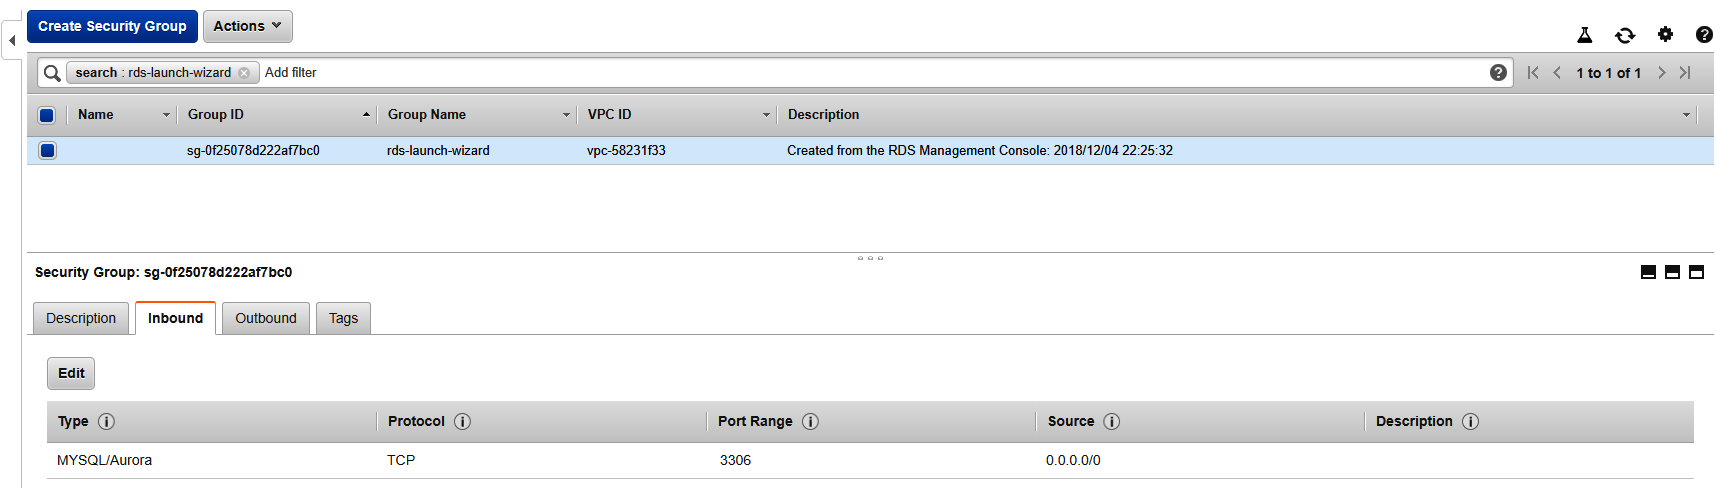 Create Security Group Actions
search : rds-launch-wizard Add filter 1 to 1 of 1
Name Group ID Group Name VPC ID Description
sg-0f25078d222af7bc0 rds-launch-wizard vpc-58231f33 Created from the RDS Management Console: 2018/12/04 22:25:32
Security Group: sg-0f25078d222af7bc0
Description Inbound Outbound Tags
Edit
Type Protocol Port Range Source Description
MYSQL/Aurora TCP 3306 0.0.0.0/0